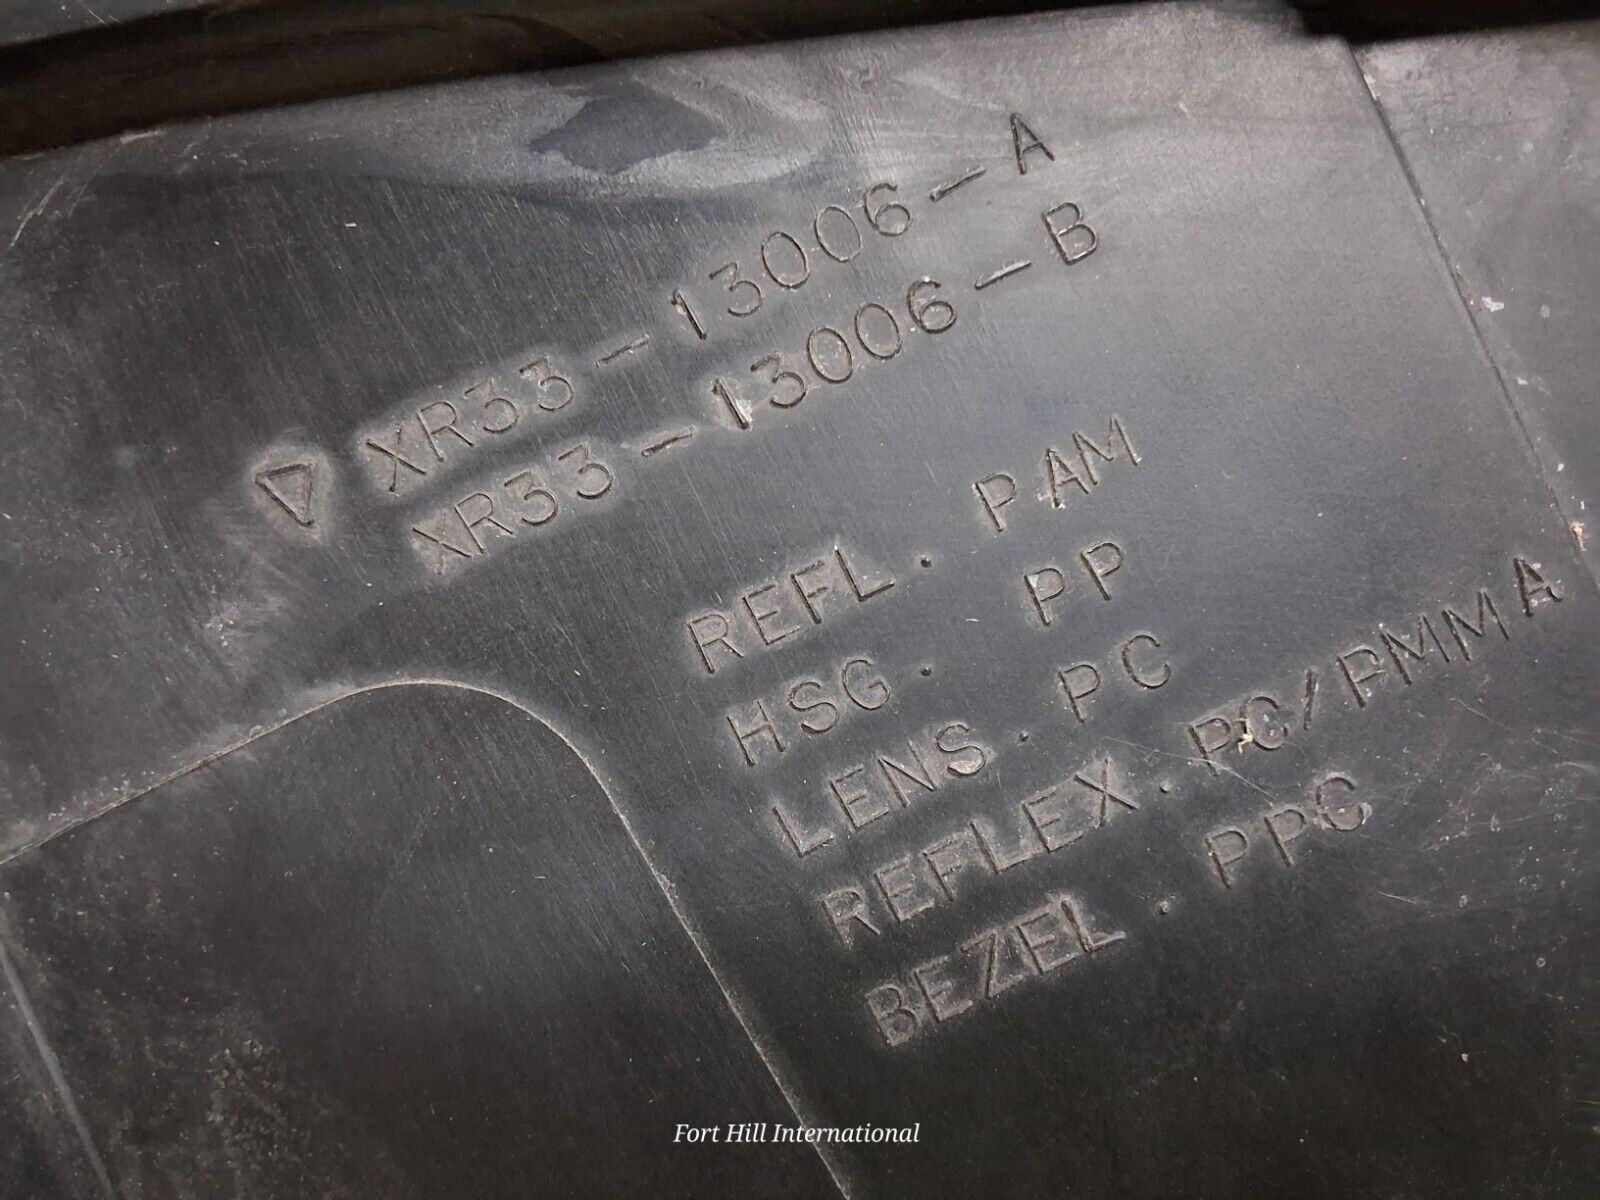 XR33-13006-A
XR33-13006-B
REFL. PAM
HSG. PP
LENS. PC
REFLEX. PC/PMMA
BEZEL. PPC
Fort Hill International